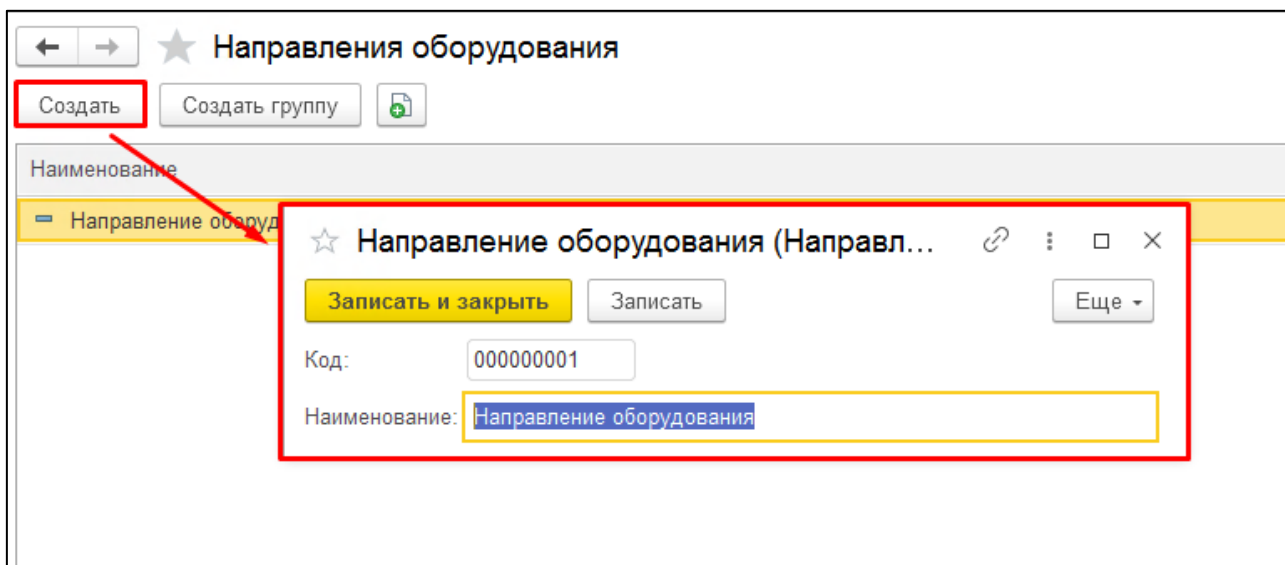 Направления оборудования
Создать Создать группу
Наименование
Направление оборуд
Направление оборудования (Направл...
Записать и закрыть Записать Еще
Код: 000000001
Наименование: Направление оборудования